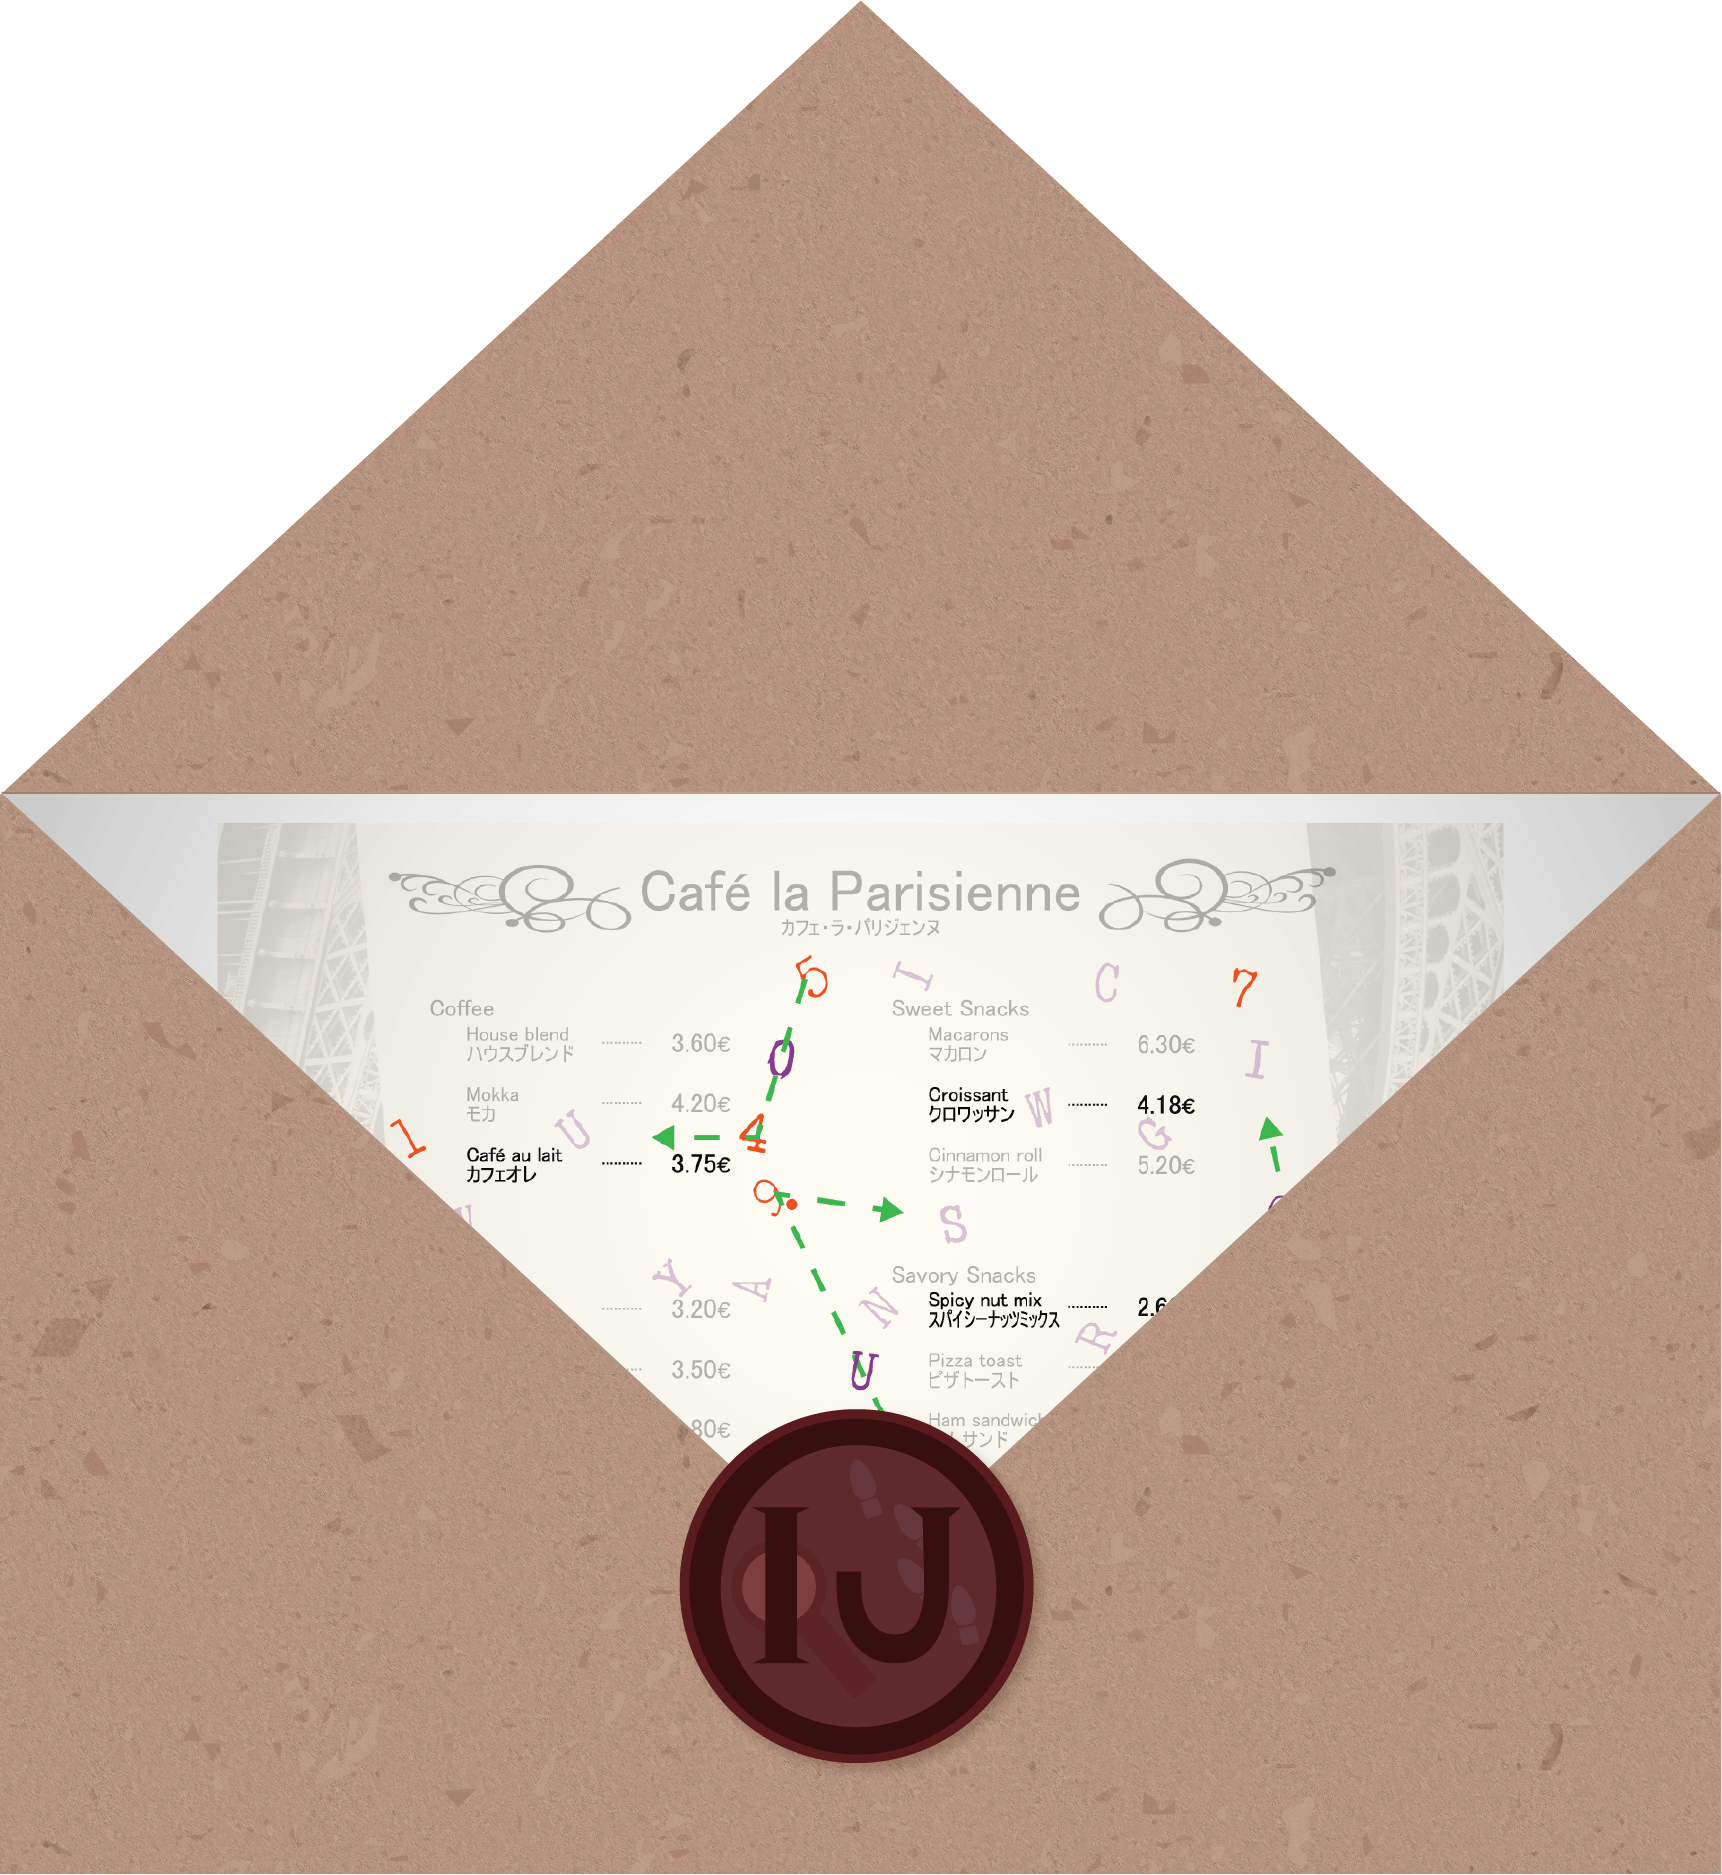 Café la Parisienne
カフェ・ラ・パリジェンヌ
5 I C 7
Coffee
House blend 3.60€
ハウスブレンド
Mokka 4.20€
モカ
Café au lait 3.75€
カフェオレ
3.20€
3.50€
80€
Sweet Snacks
Macarons 6.30€
マカロン
Croissant 4.18€
クロワッサン
Cinnamon roll 5.20€
シナモンロール
Savory Snacks
Spicy nut mix 2.6
スパイシーナッツミックス
Pizza toast
ピザトースト
Ham sandwich
サンド
O I
1 U 4 W G
9. S
Y A N R
U
IJ